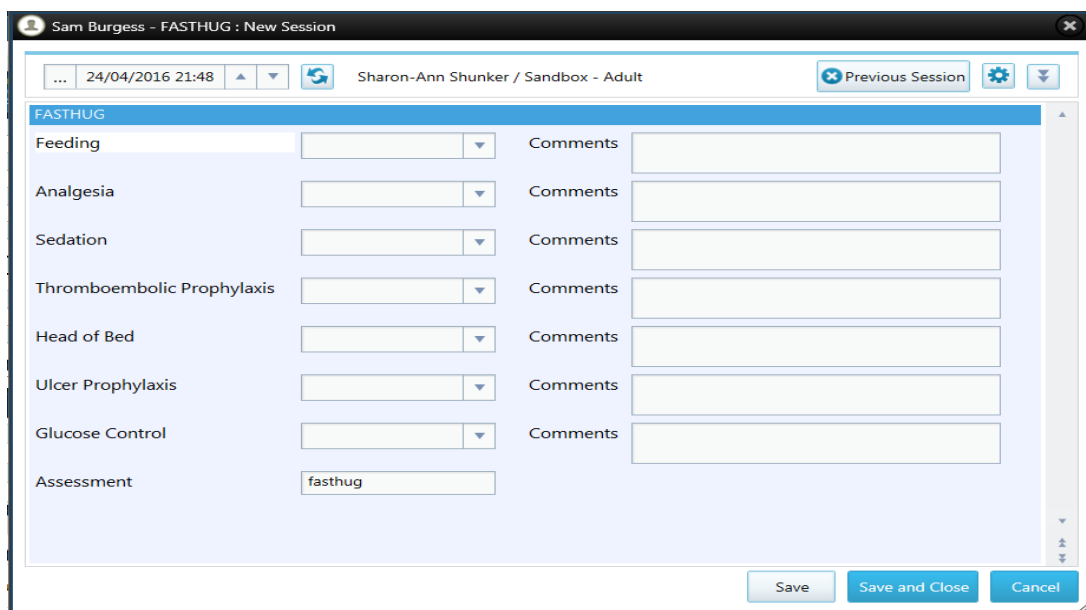 Sam Burgess - FASTHUG : New Session
... 24/04/2016 21:48 Sharon-Ann Shunker / Sandbox - Adult Previous Session
FASTHUG
Feeding Comments
Analgesia Comments
Sedation Comments
Thromboembolic Prophylaxis Comments
Head of Bed Comments
Ulcer Prophylaxis Comments
Glucose Control Comments
Assessment fasthug
Save Save and Close Cancel